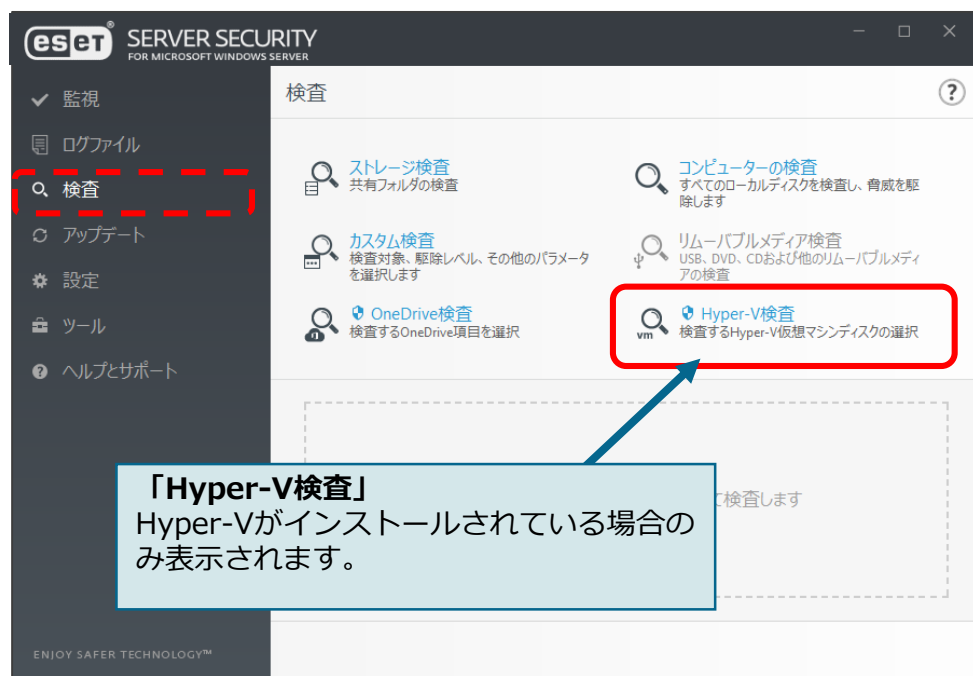 eset® SERVER SECURITY
FOR MICROSOFT WINDOWS SERVER
監視
ログファイル
検査
アップデート
設定
ツール
ヘルプとサポート
ENJOY SAFER TECHNOLOGY™
検査
?
ストレージ検査
共有フォルダの検査
コンピューターの検査
すべてのローカルディスクを検査し、脅威を駆
除します
カスタム検査
検査対象、駆除レベル、その他のパラメータ
を選択します
リムーバブルメディア検査
USB、DVD、CDおよび他のリムーバブルメディ
アの検査
OneDrive検査
検査するOneDrive項目を選択
vm
Hyper-V検査
検査するHyper-V仮想マシンディスクの選択
て検査します
「Hyper-V検査」
Hyper-Vがインストールされている場合の
み表示されます。